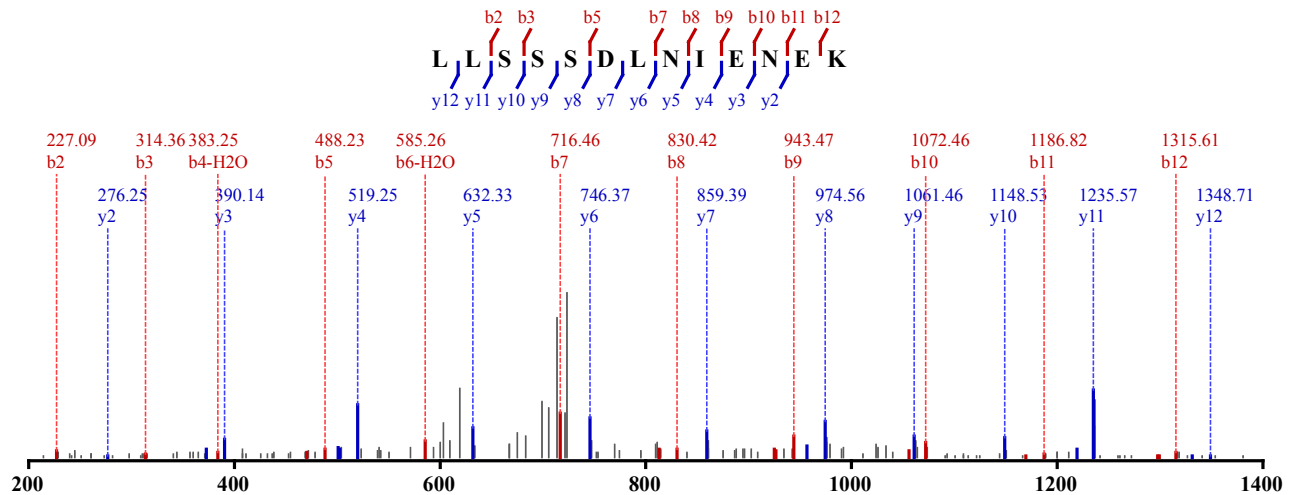 b2 b3 b5 b7 b8 b9 b10 b11 b12
L L S S S D L N I E N E K
y12 y11 y10 y9 y8 y7 y6 y5 y4 y3 y2
227.09 314.36 383.25 488.23 585.26 716.46 830.42 943.47 1072.46 1186.82 1315.61
b2 b3 b4-H2O b5 b6-H2O b7 b8 b9 b10 b11 b12
276.25 390.14 519.25 632.33 746.37 859.39 974.56 1061.46 1148.53 1235.57 1348.71
y2 y3 y4 y5 y6 y7 y8 y9 y10 y11 y12
200 400 600 800 1000 1200 1400